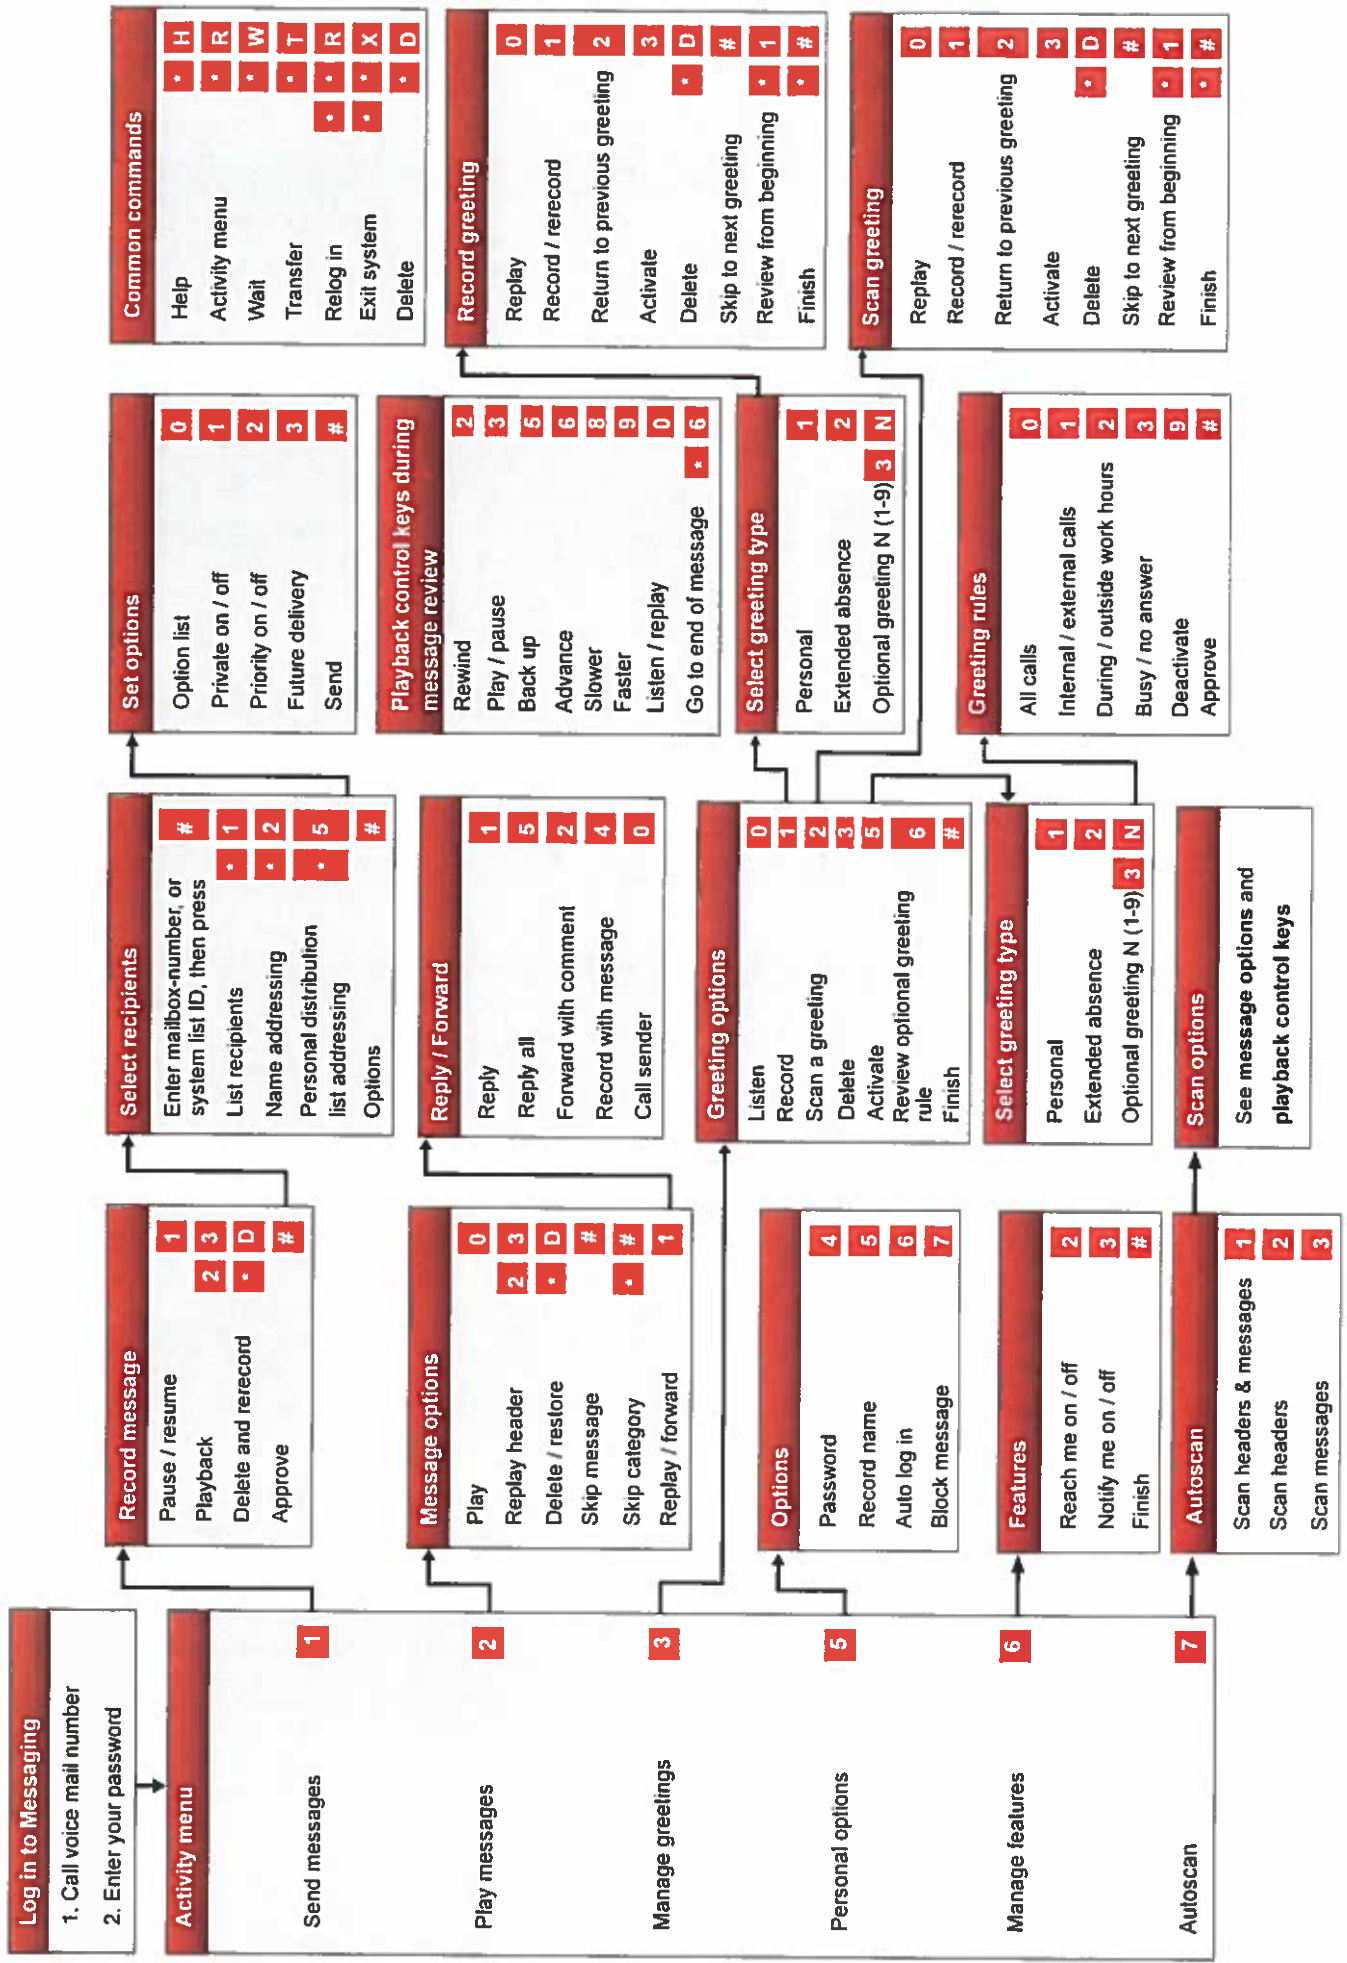 Log in to Messaging
1. Call voice mail number
2. Enter your password
Activity menu
Send messages 1
Play messages 2
Manage greetings 3
Personal options 5
Manage features 6
Autoscan 7
Record message
Pause / resume 1
Playback 2 3
Delete and rerecord * D
Approve #
Message options
Play 0
Replay header 2 3
Delete / restore * D
Skip message #
Skip category * #
Replay / forward 1
Options
Password 4
Record name 5
Auto log in 6
Block message 7
Features
Reach me on / off 2
Notify me on / off 3
Finish #
Autoscan
Scan headers & messages 1
Scan headers 2
Scan messages 3
Select recipients
Enter mailbox-number, or
system list ID, then press #
List recipients * 1
Name addressing * 2
Personal distribution
list addressing * 5
Options #
Reply / Forward
Reply 1
Reply all 5
Forward with comment 2
Record with message 4
Call sender 0
Greeting options
Listen 0
Record 1
Scan a greeting 2
Delete 3
Activate 5
Review optional greeting
rule 6
Finish #
Select greeting type
Personal 1
Extended absence 2
Optional greeting N (1-9) 3 N
Scan options
See message options and
playback control keys
Set options
Option list 0
Private on / off 1
Priority on / off 2
Future delivery 3
Send #
Playback control keys during
message review
Rewind 2
Play / pause 3
Back up 5
Advance 6
Slower 8
Faster 9
Listen / replay 0
Go to end of message * 6
Select greeting type
Personal 1
Extended absence 2
Optional greeting N (1-9) 3 N
Greeting rules
All calls 0
Internal / external calls 1
During / outside work hours 2
Busy / no answer 3
Deactivate 9
Approve #
Common commands
Help * H
Activity menu * R
Wait * W
Transfer * T
Relog in * * R
Exit system * * X
Delete * D
Record greeting
Replay 0
Record / rerecord 1
Return to previous greeting 2
Activate 3
Delete * D
Skip to next greeting #
Review from beginning * 1
Finish * #
Scan greeting
Replay 0
Record / rerecord 1
Return to previous greeting 2
Activate 3
Delete * D
Skip to next greeting #
Review from beginning * 1
Finish * #